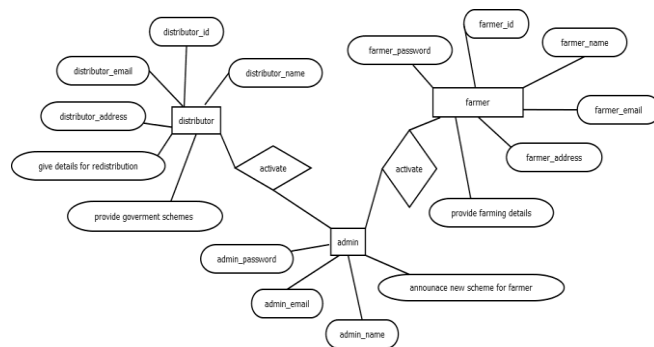 distributor_id
farmer_id
farmer_password
farmer_name
distributor_email
distributor_name
farmer
farmer_email
distributor_address
distributor
farmer_address
give details for redistribution
activate
activate
provide goverment schemes
provide farming details
admin
admin_password
announace new scheme for farmer
admin_email
admin_name